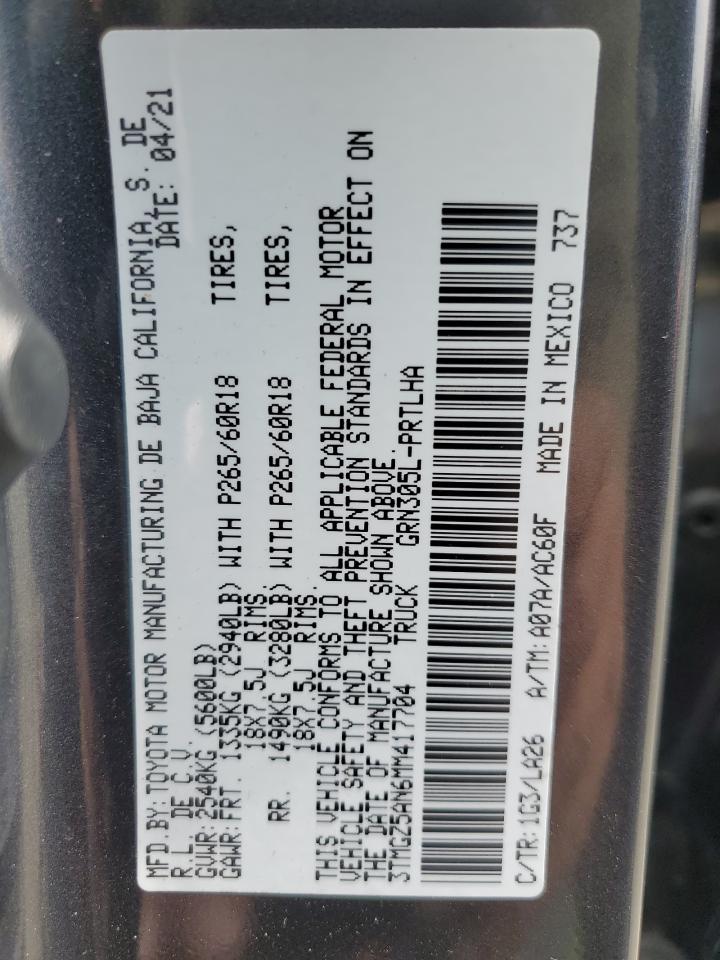 MFD.BY:TOYOTA MOTOR MANUFACTURING DE BAJA CALIFORNIA, S. DE
R.L. DE C.V. DATE: 04/21
GVWR:2540KG (5600LB)
GAWR:FRT. 1335KG (2940LB) WITH P265/60R18 TIRES,
18X7.5J RIMS.
RR. 1490KG (3280LB) WITH P265/60R18 TIRES,
18X7.5J RIMS.
THIS VEHICLE CONFORMS TO ALL APPLICABLE FEDERAL MOTOR
VEHICLE SAFETY AND THEFT PREVENTION STANDARDS IN EFFECT ON
THE DATE OF MANUFACTURE SHOWN ABOVE.
3TMGZ5AN6MM417704 TRUCK GRN305L-PRTLHA
C/TR:1G3/LA26 A/TM:A07A/AC60F MADE IN MEXICO 737